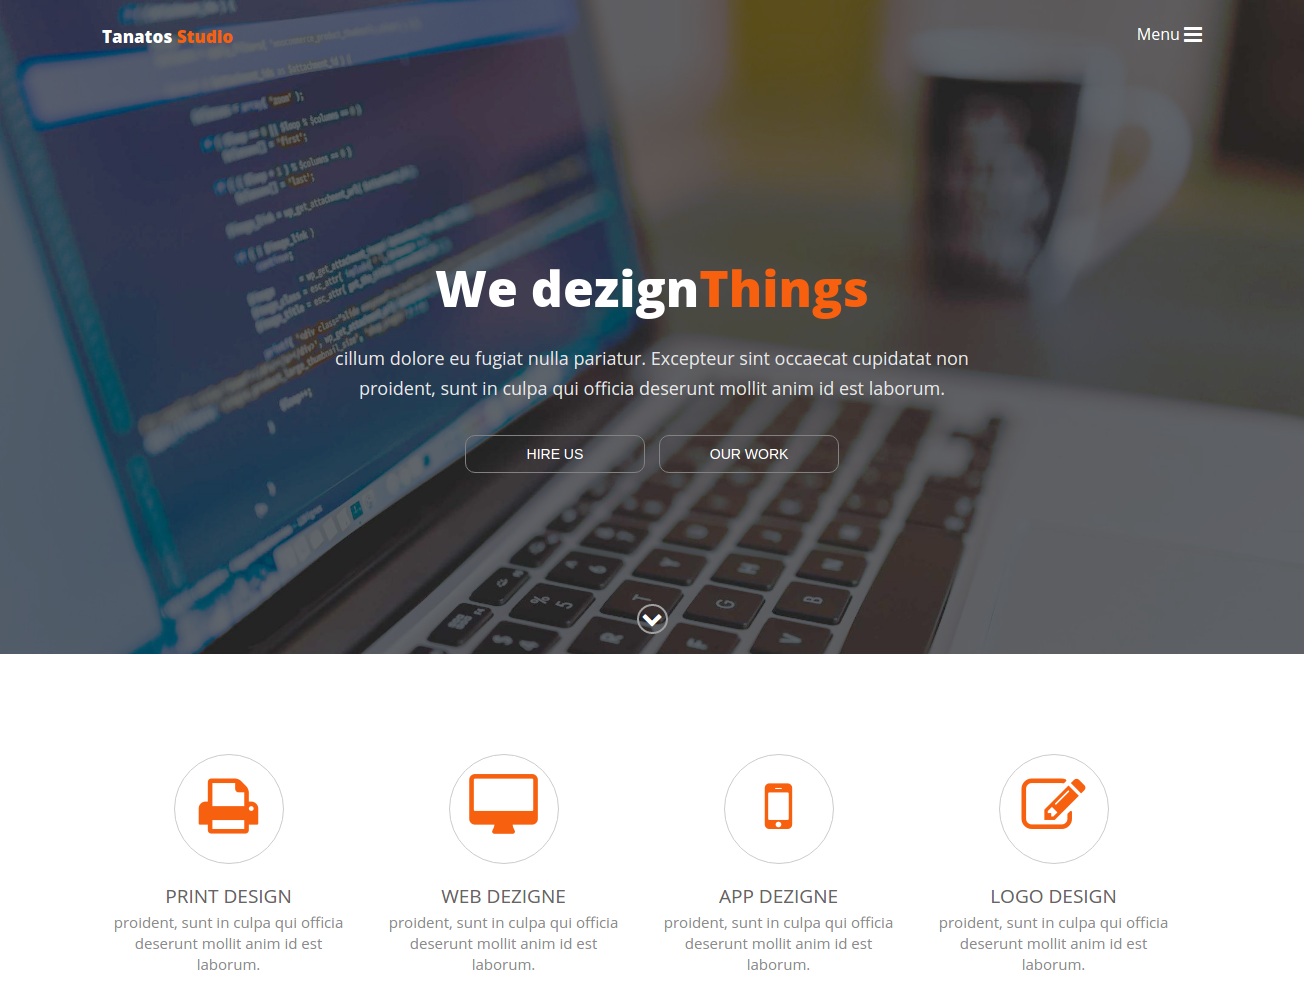 Tanatos Studio
Menu
We dezignThings
cillum dolore eu fugiat nulla pariatur. Excepteur sint occaecat cupidatat non
proident, sunt in culpa qui officia deserunt mollit anim id est laborum.
HIRE US
OUR WORK
PRINT DESIGN
proident, sunt in culpa qui officia
deserunt mollit anim id est
laborum.
WEB DEZIGNE
proident, sunt in culpa qui officia
deserunt mollit anim id est
laborum.
APP DEZIGNE
proident, sunt in culpa qui officia
deserunt mollit anim id est
laborum.
LOGO DESIGN
proident, sunt in culpa qui officia
deserunt mollit anim id est
laborum.